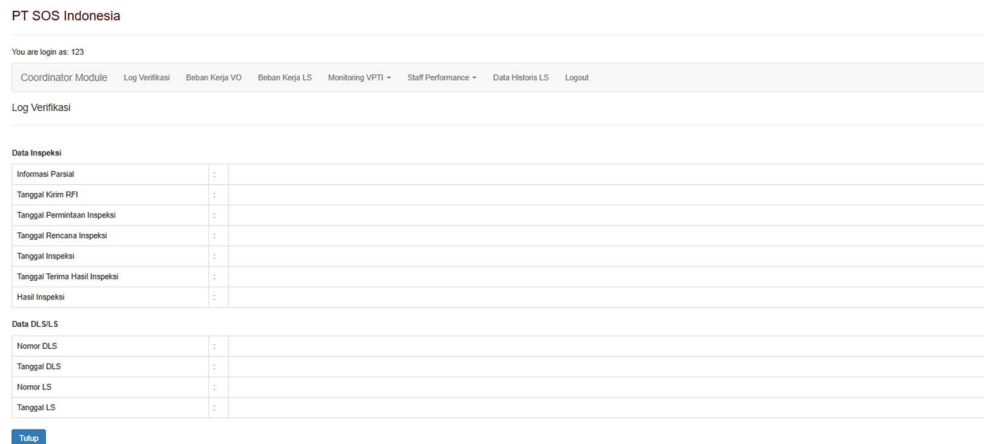 PT SOS Indonesia
You are login as: 123
Coordinator Module Log Verifikasi Beban Kerja VO Beban Kerja LS Monitoring VPTI Staff Performance Data Historis LS Logout
Log Verifikasi
Data Inspeksi
Informasi Parsial :
Tanggal Kirim RFI :
Tanggal Permintaan Inspeksi :
Tanggal Rencana Inspeksi :
Tanggal Inspeksi :
Tanggal Terima Hasil Inspeksi :
Hasil Inspeksi :
Data DLS/LS
Nomor DLS :
Tanggal DLS :
Nomor LS :
Tanggal LS :
Tutup